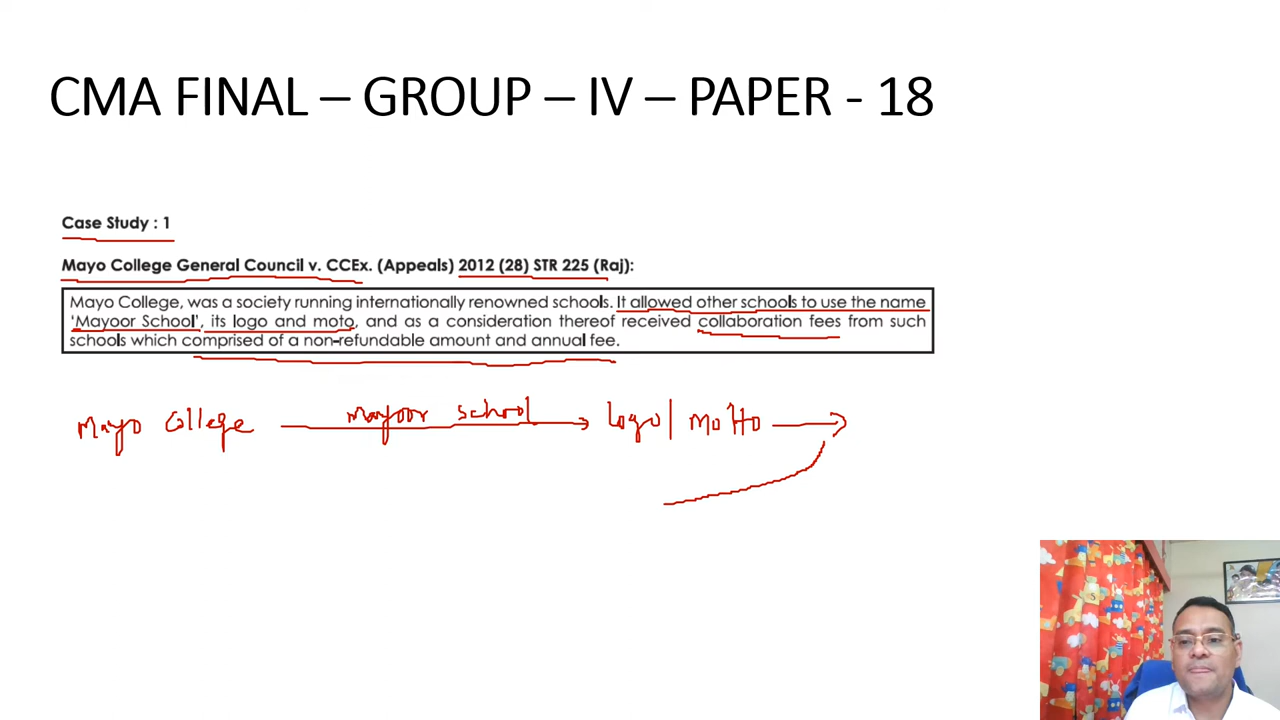 CMA FINAL – GROUP – IV – PAPER - 18
Case Study : 1
Mayo College General Council v. CCEx. (Appeals) 2012 (28) STR 225 (Raj):
Mayo College, was a society running internationally renowned schools. It allowed other schools to use the name
‘Mayoor School’, its logo and moto, and as a consideration thereof received collaboration fees from such
schools which comprised of a non-refundable amount and annual fee.
Mayo College mayoor school logo | motto